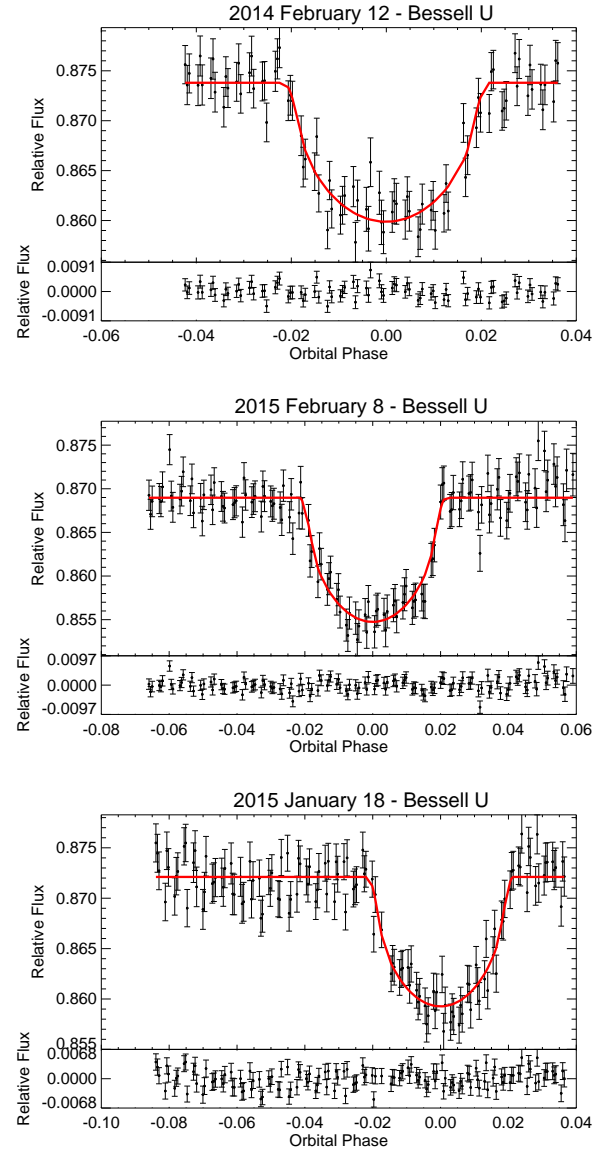 2014 February 12 - Bessell U
0.875
0.870
0.865
0.860
Relative Flux
0.0091
0.0000
-0.0091
Relative Flux
-0.06 -0.04 -0.02 0.00 0.02 0.04
Orbital Phase
2015 February 8 - Bessell U
0.875
0.870
0.865
0.860
0.855
Relative Flux
0.0097
0.0000
-0.0097
Relative Flux
-0.08 -0.06 -0.04 -0.02 0.00 0.02 0.04 0.06
Orbital Phase
2015 January 18 - Bessell U
0.875
0.870
0.865
0.860
0.855
Relative Flux
0.0068
0.0000
-0.0068
Relative Flux
-0.10 -0.08 -0.06 -0.04 -0.02 0.00 0.02 0.04
Orbital Phase